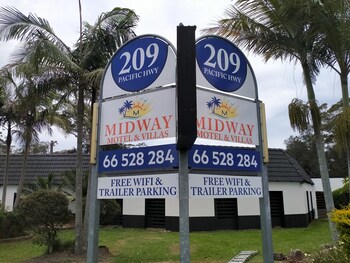 209
PACIFIC HWY
M
MIDWAY
MOTEL & VILLAS
66 528 284
FREE WIFI &
TRAILER PARKING
209
PACIFIC HWY
M
MIDWAY
MOTEL & VILLAS
66 528 284
FREE WIFI &
TRAILER PARKING